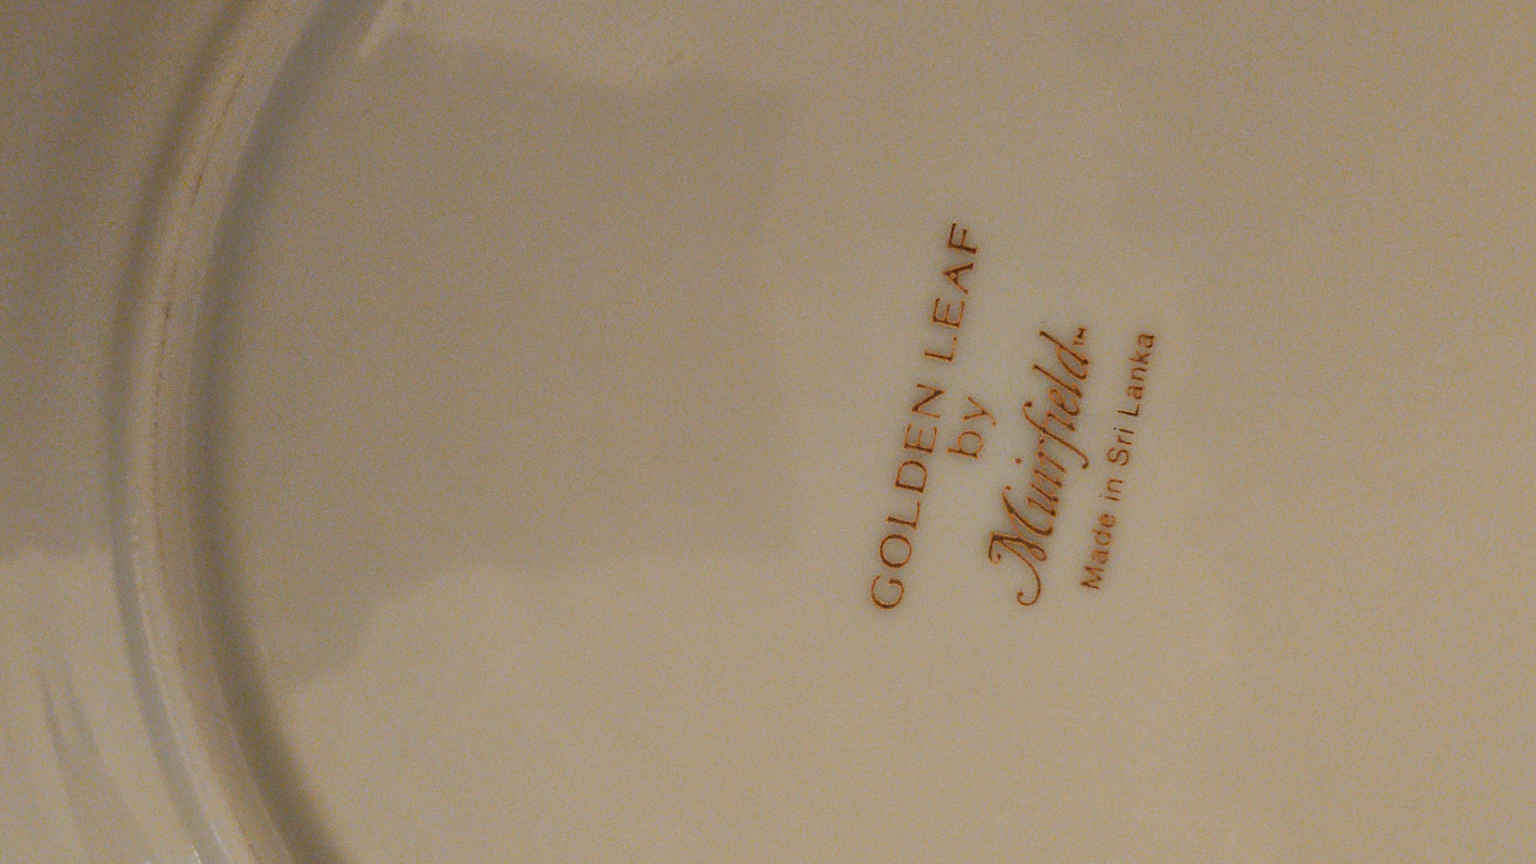 GOLDEN LEAF
by
Muirfield™
Made in Sri Lanka